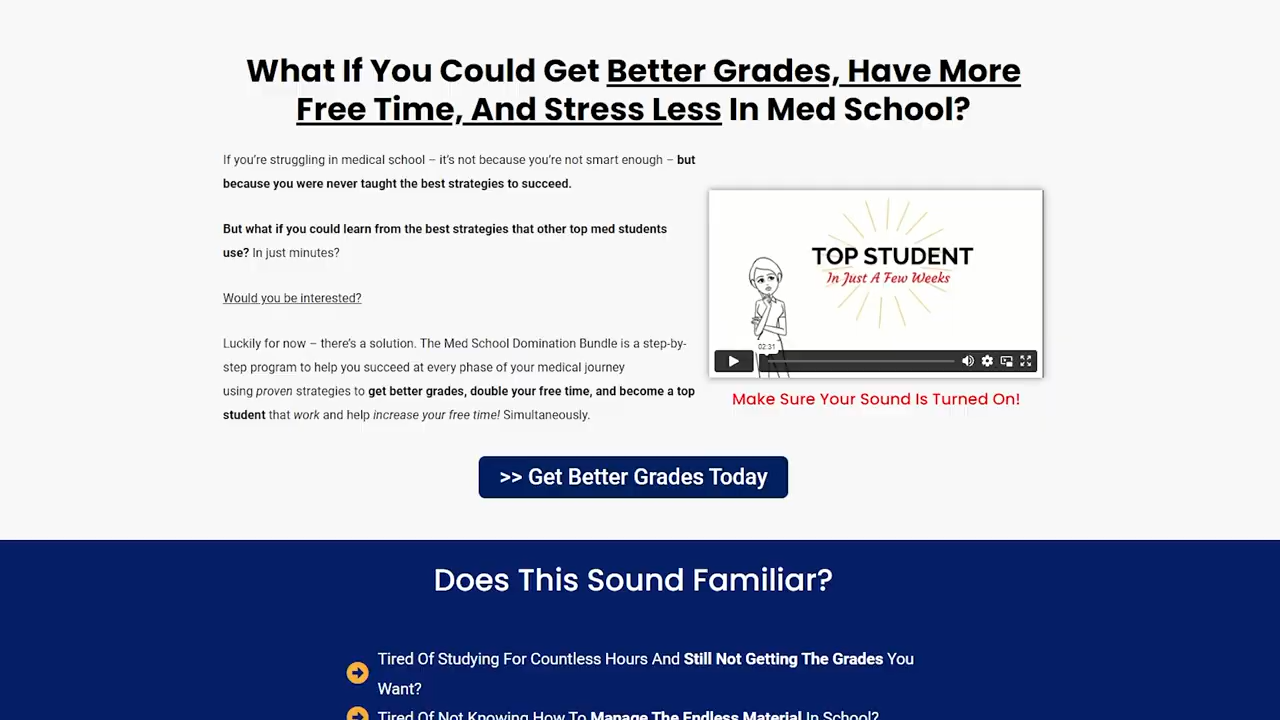 What If You Could Get Better Grades, Have More
Free Time, And Stress Less In Med School?
If you're struggling in medical school – it's not because you're not smart enough – but
because you were never taught the best strategies to succeed.
But what if you could learn from the best strategies that other top med students
use? In just minutes?
Would you be interested?
Luckily for now – there's a solution. The Med School Domination Bundle is a step-by-
step program to help you succeed at every phase of your medical journey
using proven strategies to get better grades, double your free time, and become a top
student that work and help increase your free time! Simultaneously.
TOP STUDENT
In Just A Few Weeks
02:31
Make Sure Your Sound Is Turned On!
>> Get Better Grades Today
Does This Sound Familiar?
Tired Of Studying For Countless Hours And Still Not Getting The Grades You
Want?
Tired Of Not Knowing How To Manage The Endless Material In School?